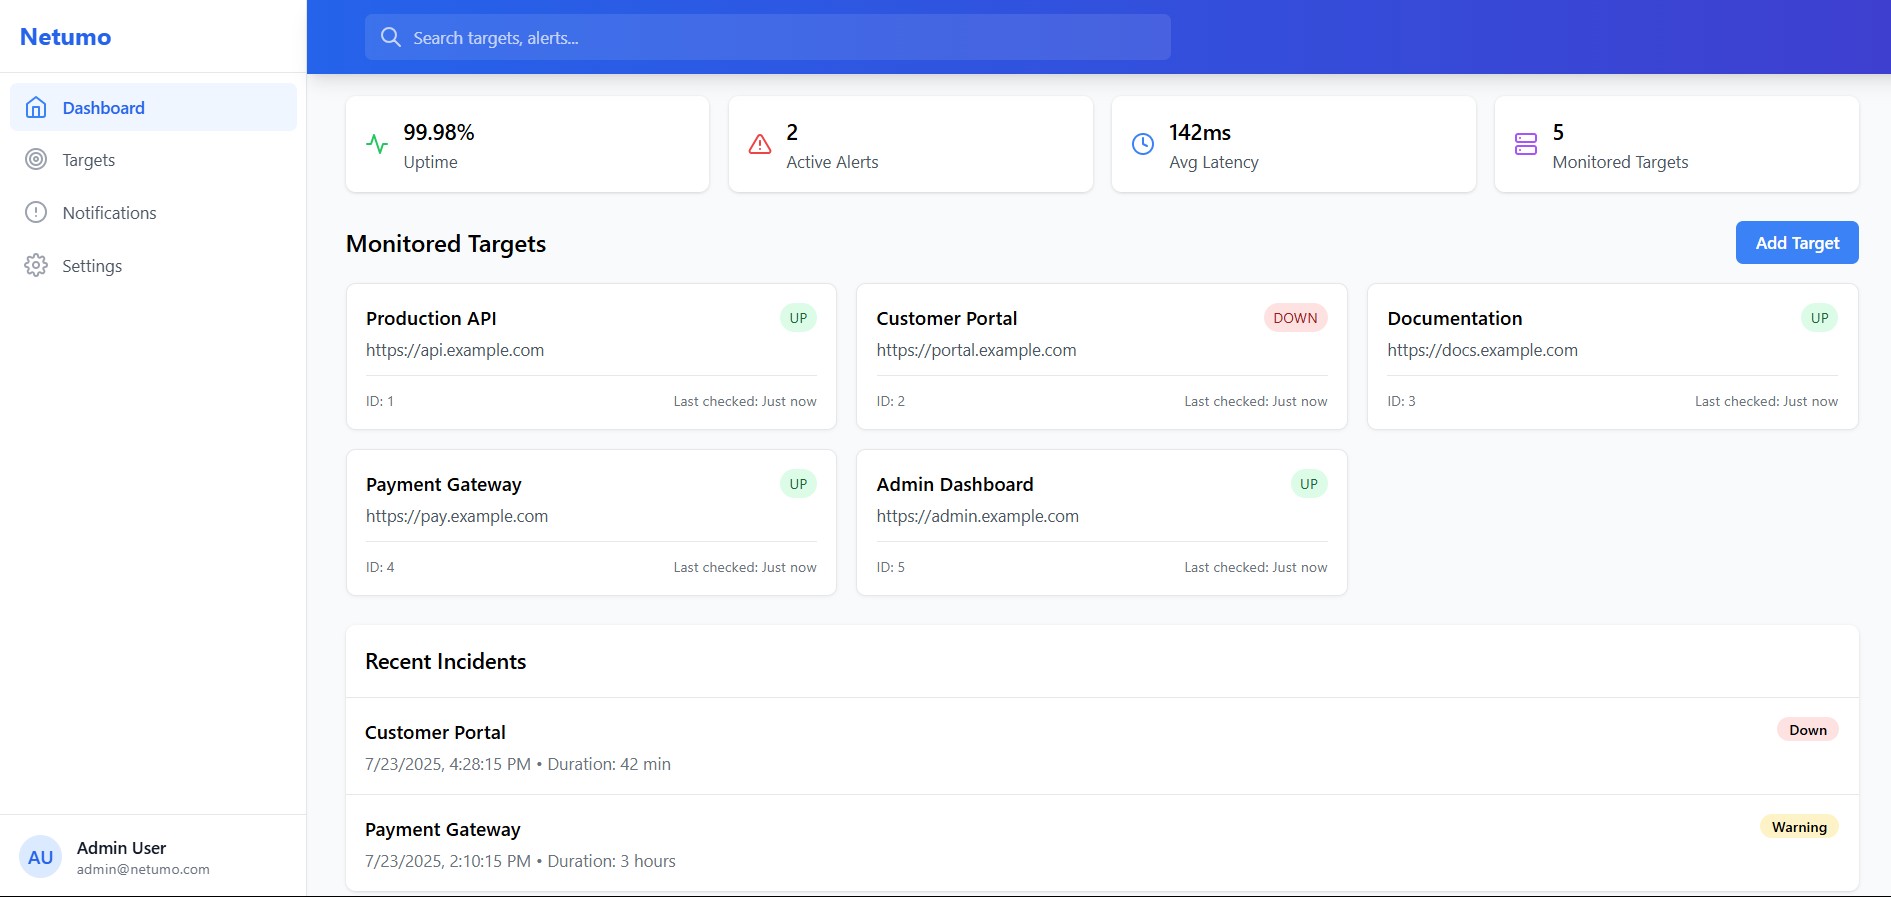 Netumo
Search targets, alerts...
Dashboard
Targets
Notifications
Settings
99.98%
Uptime
2
Active Alerts
142ms
Avg Latency
5
Monitored Targets
Monitored Targets
Add Target
Production API
UP
https://api.example.com
ID: 1
Last checked: Just now
Customer Portal
DOWN
https://portal.example.com
ID: 2
Last checked: Just now
Documentation
UP
https://docs.example.com
ID: 3
Last checked: Just now
Payment Gateway
UP
https://pay.example.com
ID: 4
Last checked: Just now
Admin Dashboard
UP
https://admin.example.com
ID: 5
Last checked: Just now
Recent Incidents
Customer Portal
Down
7/23/2025, 4:28:15 PM • Duration: 42 min
Payment Gateway
Warning
7/23/2025, 2:10:15 PM • Duration: 3 hours
AU
Admin User
admin@netumo.com